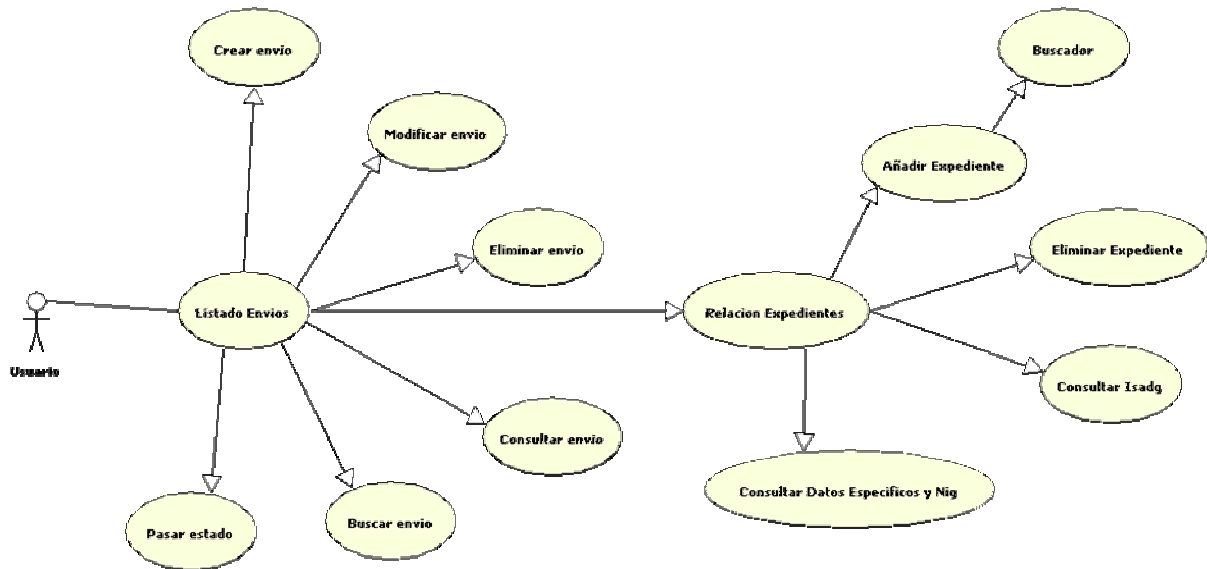 Crear envio
Buscador
Modificar envio
Añadir Expediente
Eliminar envio
Eliminar Expediente
Listado Envios
Relacion Expedientes
Usuario
Consultar Isadg
Consultar envio
Consultar Datos Especificos y Nig
Buscar envio
Pasar estado